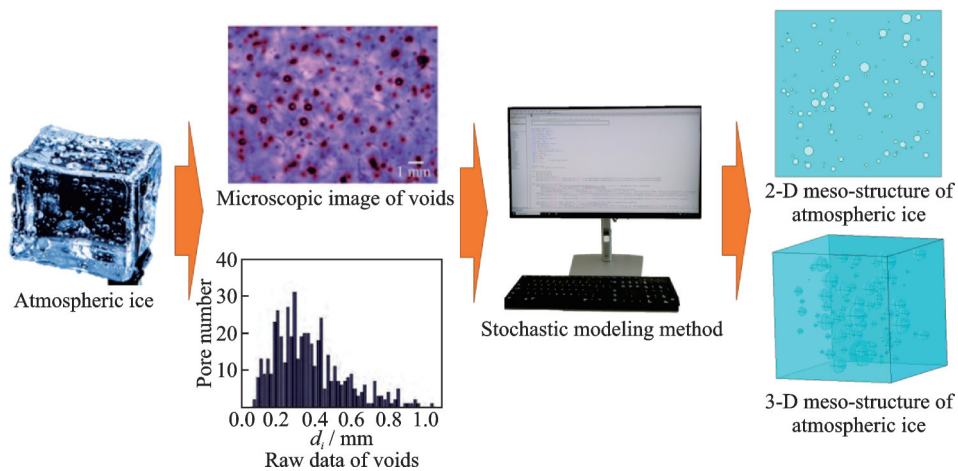 Atmospheric ice
1 mm
Microscopic image of voids
40
30
20
10
Pore number
0.0 0.2 0.4 0.6 0.8 1.0
d_i / mm
Raw data of voids
Stochastic modeling method
2-D meso-structure of
atmospheric ice
3-D meso-structure of
atmospheric ice